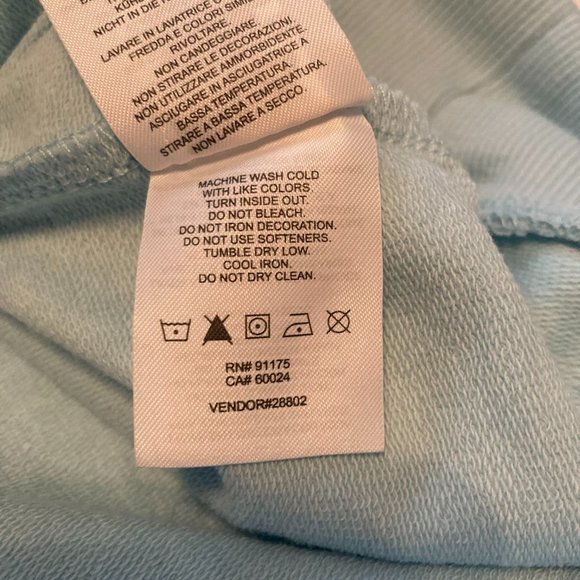 NICHT IN DIE
LAVARE IN LAVATRICE
FREDDA E COLORI SIMI
RIVOLTARE.
NON CANDEGGIARE
NON STIRARE LE DECORAZIONI
NON UTILIZZARE AMMORBIDENTE.
ASCIUGARE IN ASCIUGATRICE A
BASSA TEMPERATURA.
STIRARE A BASSA TEMPERATURA.
NON LAVARE A SECCO.
MACHINE WASH COLD
WITH LIKE COLORS
TURN INSIDE OUT.
DO NOT BLEACH.
DO NOT IRON DECORATION.
DO NOT USE SOFTENERS.
TUMBLE DRY LOW.
COOL IRON.
DO NOT DRY CLEAN.
RN# 91175
CA# 60024
VENDOR#28802